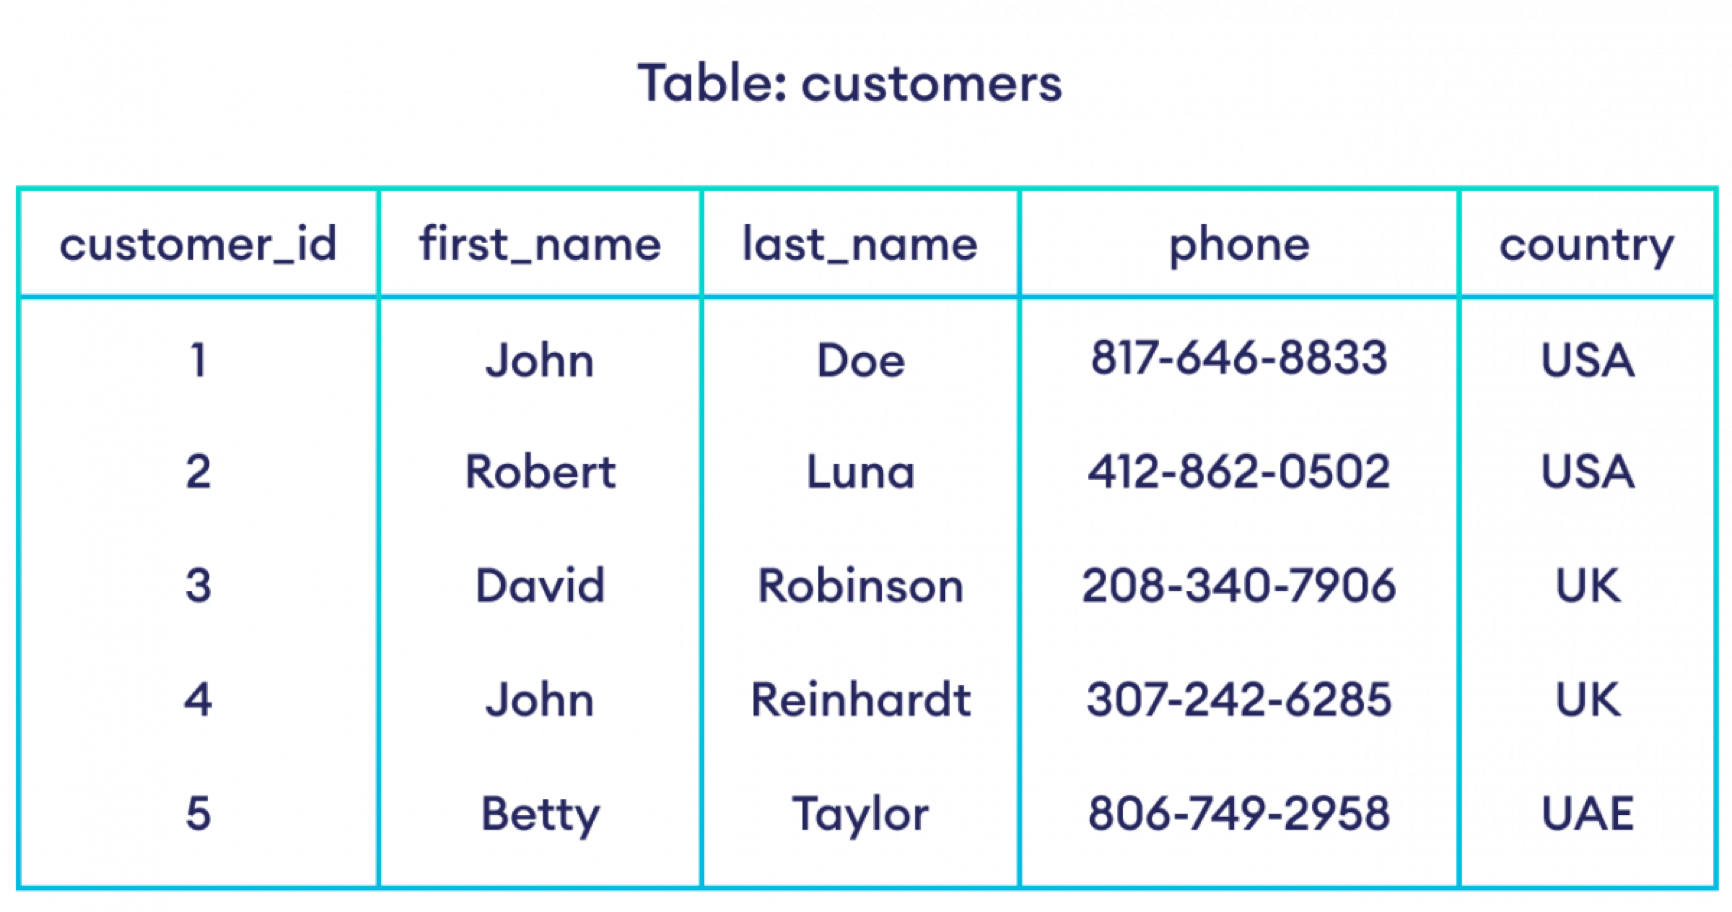 Table: customers
customer_id first_name last_name phone country
1 John Doe 817-646-8833 USA
2 Robert Luna 412-862-0502 USA
3 David Robinson 208-340-7906 UK
4 John Reinhardt 307-242-6285 UK
5 Betty Taylor 806-749-2958 UAE